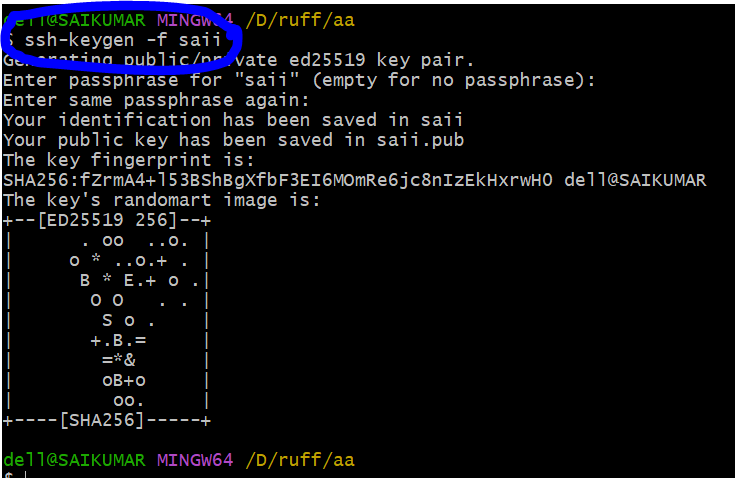 dell@SAIKUMAR MINGW64 /D/ruff/aa
$ ssh-keygen -f saii
Generating public/private ed25519 key pair.
Enter passphrase for "saii" (empty for no passphrase):
Enter same passphrase again:
Your identification has been saved in saii
Your public key has been saved in saii.pub
The key fingerprint is:
SHA256:fZrmA4+l53BShBgXfbF3EI6MOmRe6jc8nIzEkHxrwH0 dell@SAIKUMAR
The key's randomart image is:
+--[ED25519 256]--+
|      . oo  ..o. |
|     o * ..o.+ . |
|      B * E.+ o .|
|       O O   . . |
|        S o .    |
|       +.B.=     |
|        =*&      |
|        oB+o     |
|         oo.     |
+----[SHA256]-----+
dell@SAIKUMAR MINGW64 /D/ruff/aa
$